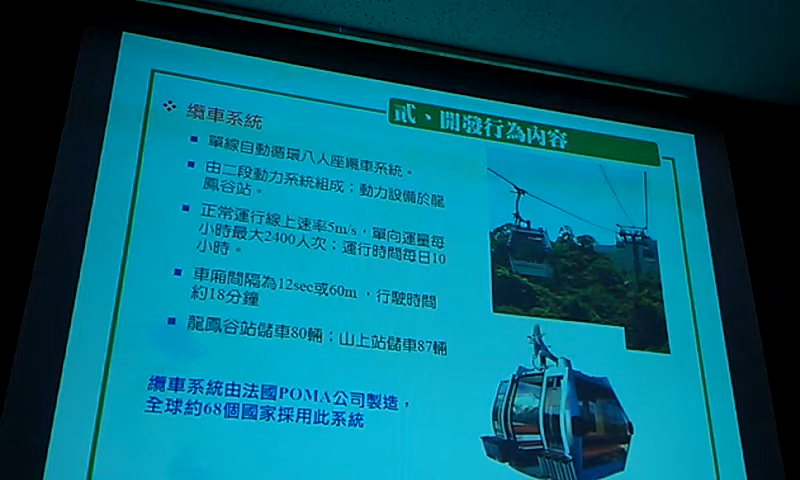 貳、開發行為內容
纜車系統
單線自動循環八人座纜車系統。
由二段動力系統組成；動力設備於龍
鳳谷站。
正常運行線上速率5m/s，單向運量每
小時最大2400人次；運行時間每日10
小時。
車廂間隔為12sec或60m，行駛時間
約18分鐘
龍鳳谷站儲車80輛；山上站儲車87輛
纜車系統由法國POMA公司製造，
全球約68個國家採用此系統